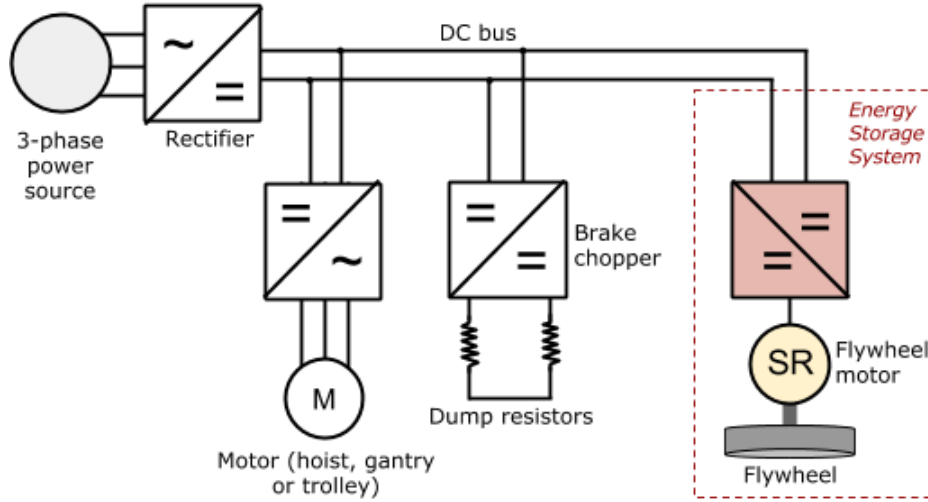 DC bus
3-phase
power
source
Rectifier
Energy
Storage
System
Brake
chopper
SR
Flywheel
motor
M
Dump resistors
Motor (hoist, gantry
or trolley)
Flywheel